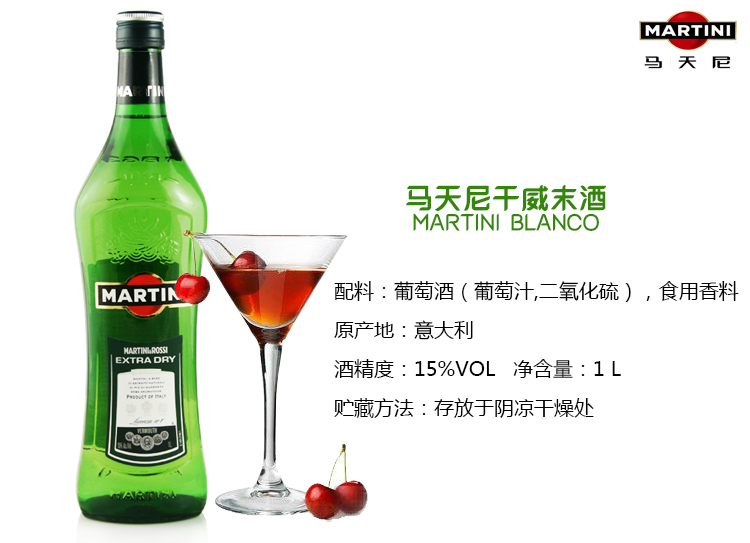 MARTINI
马天尼
MARTINI
马天尼干威末酒
MARTINI BLANCO
MARTINI
配料：葡萄酒（葡萄汁,二氧化硫），食用香料
原产地：意大利
MARTINI & ROSSI
EXTRA DRY
酒精度：15%VOL 净含量：1 L
PRODUCT OF ITALY
贮藏方法：存放于阴凉干燥处
VERMOUTH
MARTINI